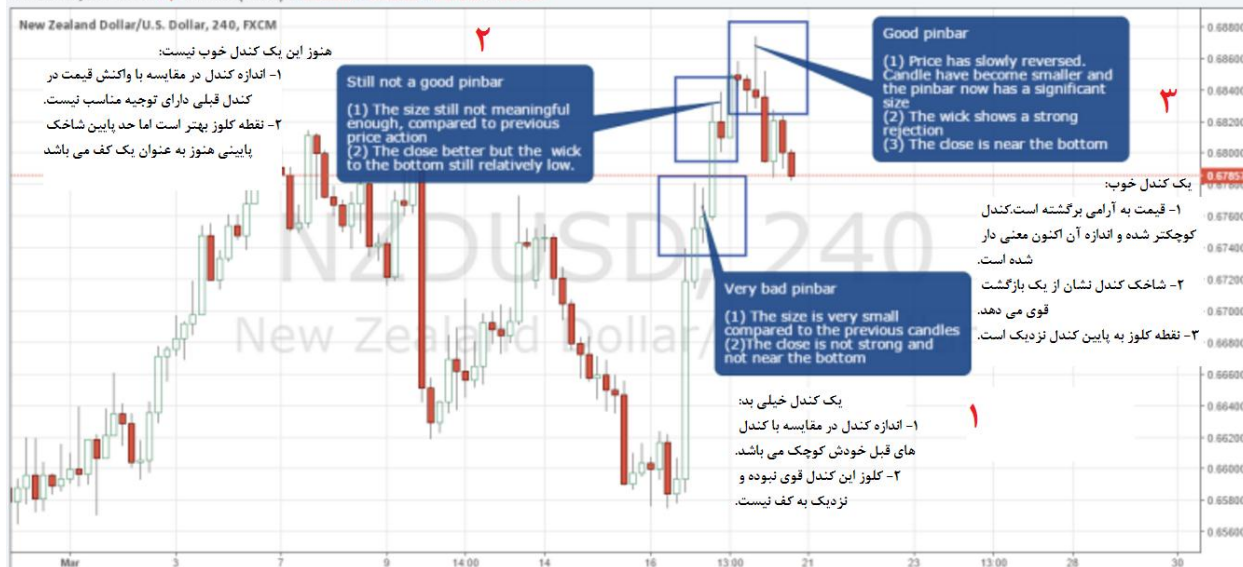 New Zealand Dollar/U.S. Dollar, 240, FXCM
هنوز این یک کندل خوب نیست:
۱- اندازه کندل در مقایسه با واکنش قیمت در
کندل قبلی دارای توجیه مناسب نیست.
۲- نقطه کلوز بهتر است اما حد پایین شاخک
پایینی هنوز به عنوان یک کف می باشد
۲
Still not a good pinbar
(1) The size still not meaningful
enough, compared to previous
price action
(2) The close better but the wick
to the bottom still relatively low.
Good pinbar
(1) Price has slowly reversed.
Candle have become smaller and
the pinbar now has a significant
size
(2) The wick shows a strong
rejection
(3) The close is near the bottom
۳
یک کندل خوب:
۱- قیمت به آرامی برگشته است.کندل
کوچکتر شده و اندازه آن اکنون معنی دار
شده است.
۲- شاخک کندل نشان از یک بازگشت
قوی می دهد.
۳- نقطه کلوز به پایین کندل نزدیک است.
NZDUSD, 240
New Zealand Dollar/
Very bad pinbar
(1) The size is very small
compared to the previous candles
(2)The close is not strong and
not near the bottom
یک کندل خیلی بد:
۱- اندازه کندل در مقایسه با کندل
های قبل خودش کوچک می باشد.
۲- کلوز این کندل قوی نبوده و
نزدیک به کف نیست.
۱
0.68800
0.68600
0.68400
0.68200
0.68000
0.67857
0.67600
0.67400
0.67200
0.67000
0.66800
0.66600
0.66400
0.66200
0.66000
0.65800
0.65600
Mar 3 7 9 14:00 14 16 13:00 21 23 13:00 28 30